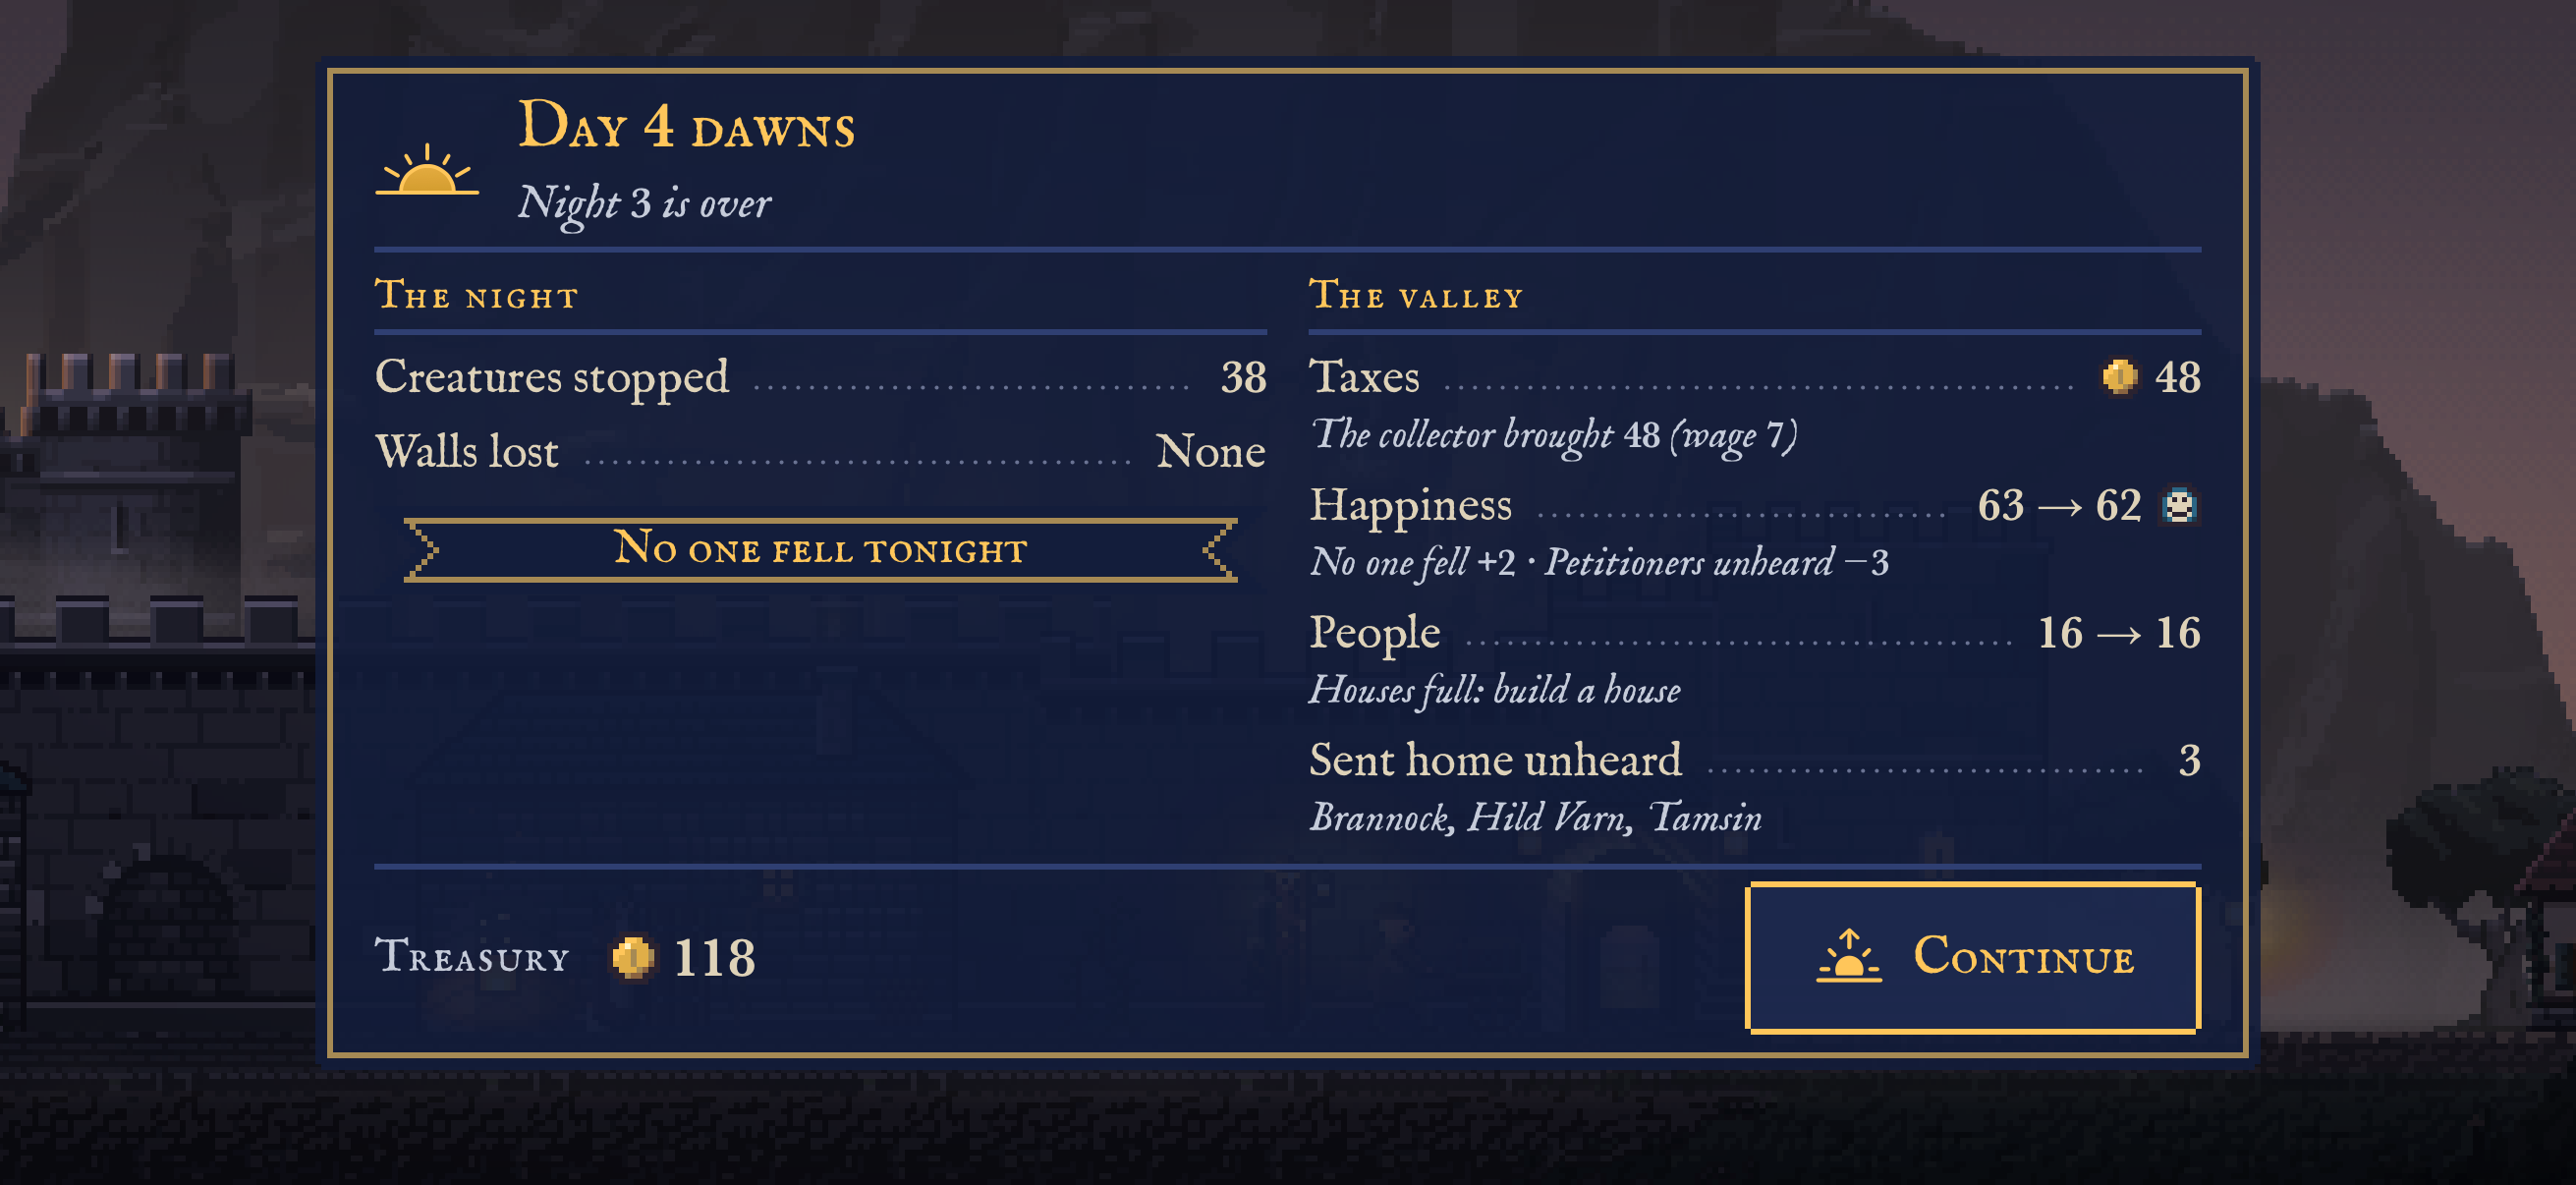 Day 4 dawns
Night 3 is over
The night
Creatures stopped 38
Walls lost None
No one fell tonight
The valley
Taxes 48
The collector brought 48 (wage 7)
Happiness 63 → 62
No one fell +2 · Petitioners unheard −3
People 16 → 16
Houses full: build a house
Sent home unheard 3
Brannock, Hild Varn, Tamsin
Treasury 118
Continue